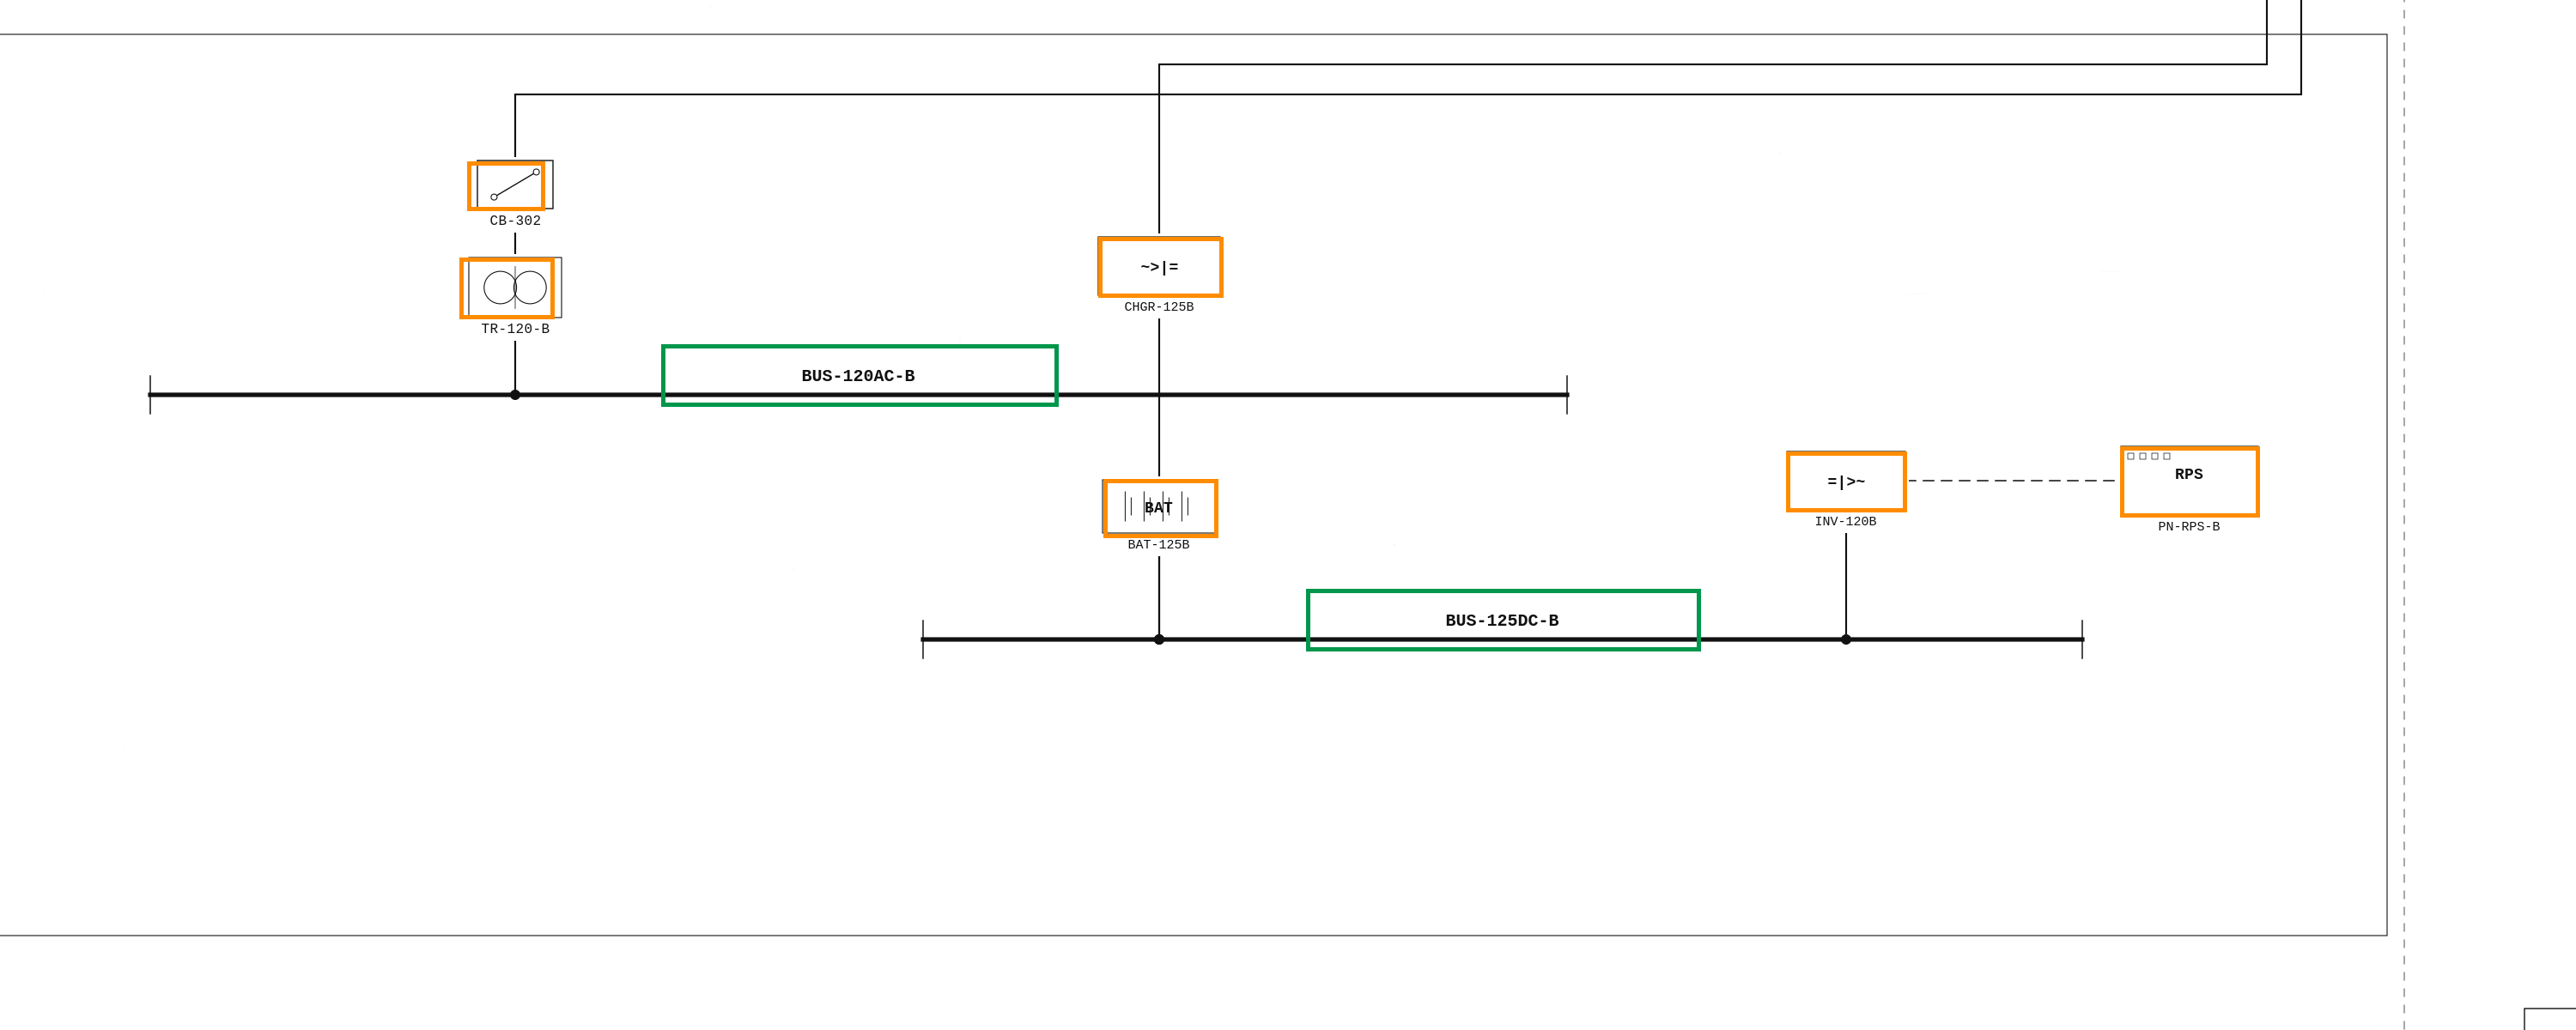 CB-302
~>|=
CHGR-125B
TR-120-B
BUS-120AC-B
RPS
=|>~
PN-RPS-B
BAT
INV-120B
BAT-125B
BUS-125DC-B